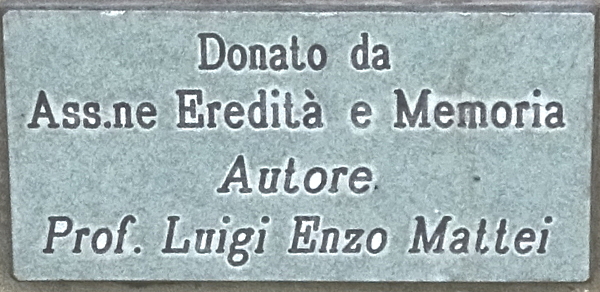 Donato da
Ass.ne Eredità e Memoria
Autore
Prof. Luigi Enzo Mattei